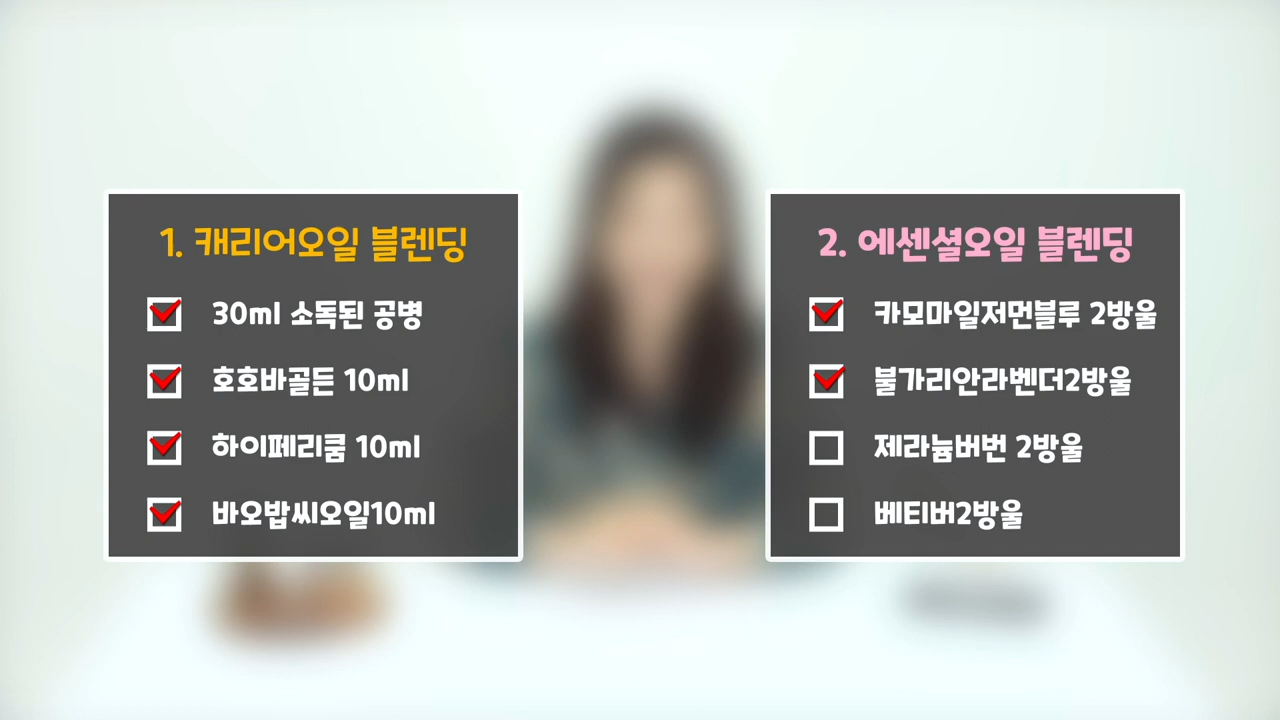 1. 캐리어오일 블렌딩
30ml 소독된 공병
호호바골든 10ml
하이페리쿰 10ml
바오밥씨오일10ml
2. 에센셜오일 블렌딩
카모마일저먼블루 2방울
불가리안라벤더2방울
제라늄버번 2방울
베티버2방울